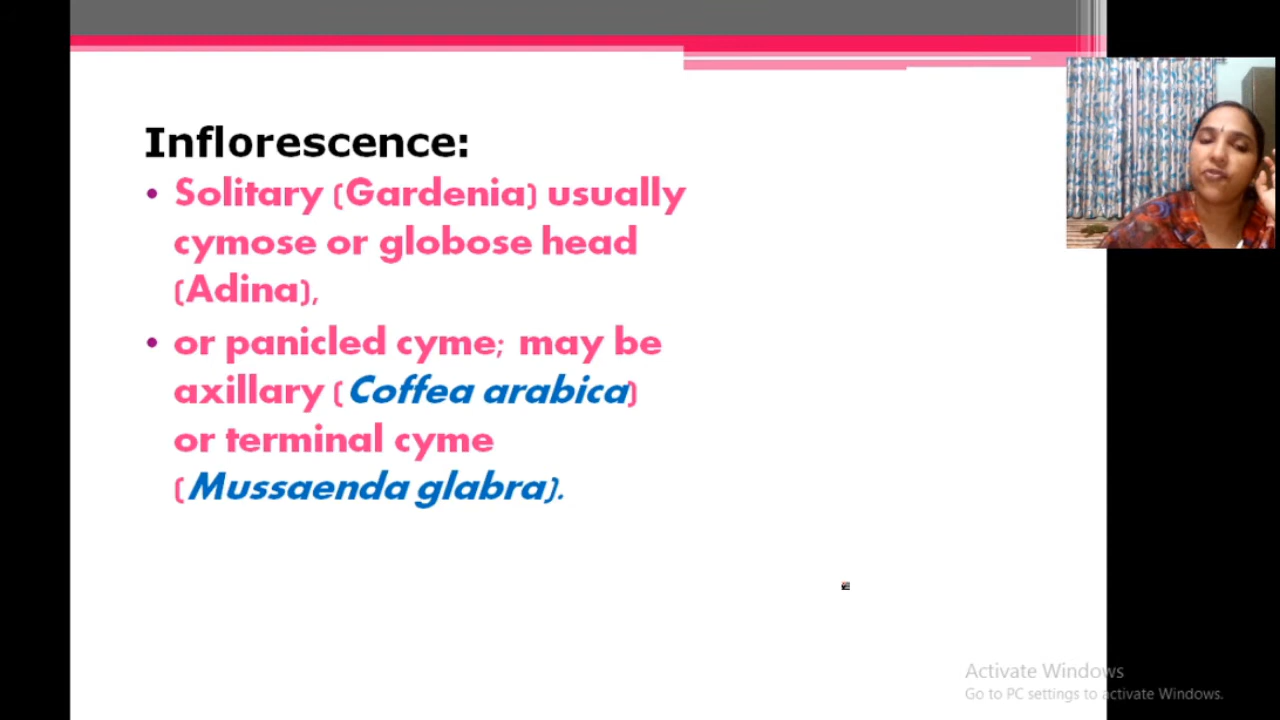 Inflorescence:
• Solitary (Gardenia) usually
cymose or globose head
(Adina),
• or panicled cyme; may be
axillary (Coffea arabica)
or terminal cyme
(Mussaenda glabra).
Activate Windows
Go to PC settings to activate Windows.